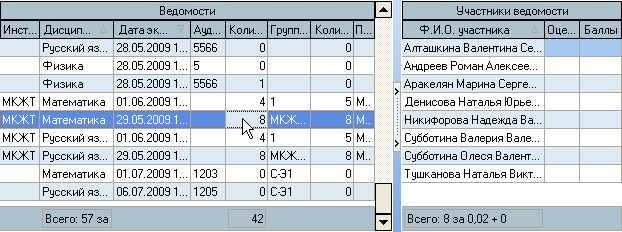 Ведомости
Инст... Дисцип... Дата эк... Ауд... Коли... Групп... Коли... П...
Русский яз... 28.05.2009 1... 5566 0 0
Физика 28.05.2009 1... 5 0 0
Физика 28.05.2009 1... 5566 1 0
МКЖТ Математика 01.06.2009 1... 4 1 5 М...
МКЖТ Математика 29.05.2009 1... 8 МКЖ... 8 М...
МКЖТ Русский яз... 01.06.2009 1... 4 1 5 М...
МКЖТ Русский яз... 29.05.2009 1... 8 МКЖ... 8 М...
Математика 01.07.2009 1... 1203 0 С-Э1 0
Русский яз... 06.07.2009 1... 1205 0 С-Э1 0
Всего: 57 за 42
Участники ведомости
Ф.И.О. участника Оце... Баллы
Алташкина Валентина Се...
Андреев Роман Алексее...
Аракелян Марина Серге...
Денисова Наталья Юрье...
Никифорова Надежда Ва...
Субботина Валерия Вале...
Субботина Олеся Валент...
Тушканова Наталья Викт...
Всего: 8 за 0,02 + 0